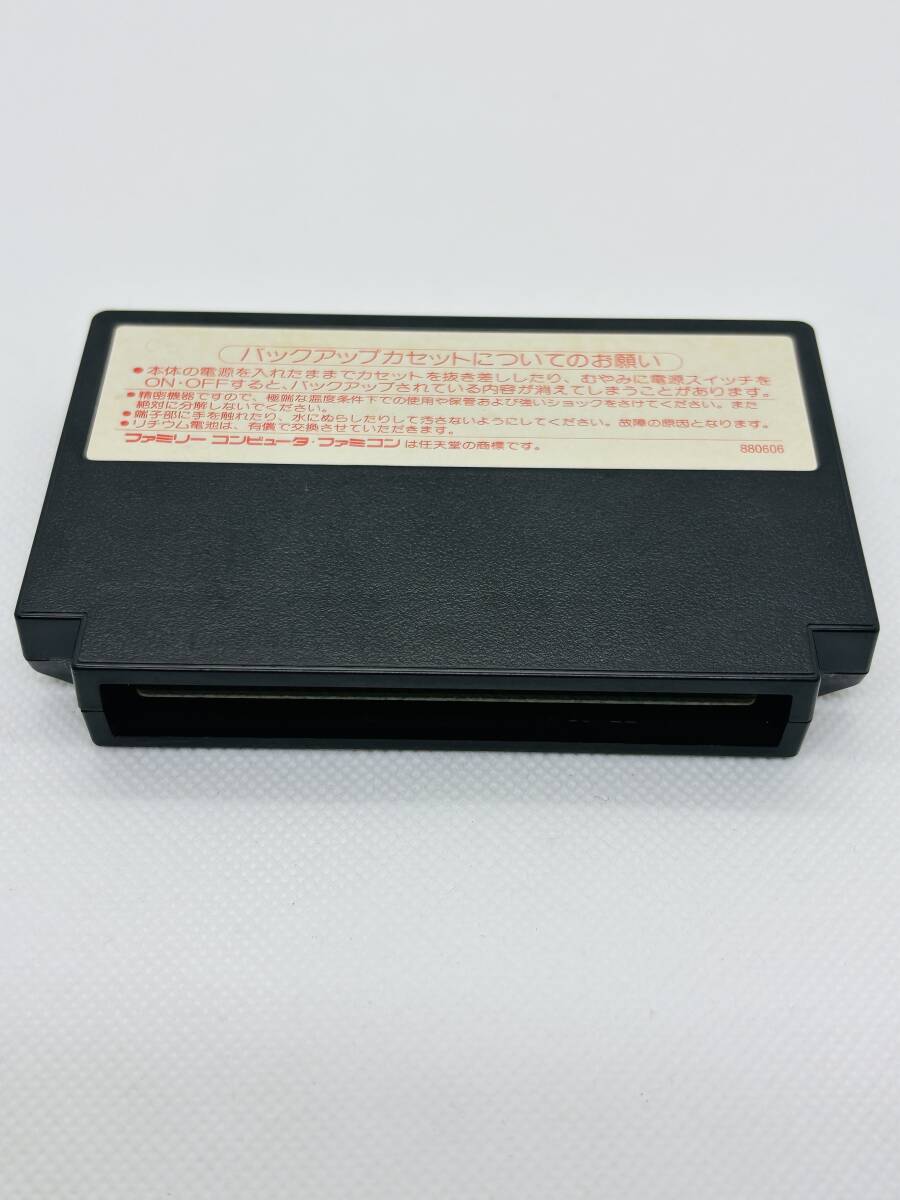 バックアップカセットについてのお願い
●本体の電源を入れたままでカセットを抜き差ししたり、むやみに電源スイッチを
ON・OFFすると、バックアップされている内容が消えてしまうことがあります。
●精密機器ですので、極端な温度条件下での使用や保管および強いショックをさけてください。また
絶対に分解しないでください。
●端子部に手を触れたり、水にぬらしたりして汚さないようにしてください。故障の原因となります。
●リチウム電池は、有償で交換させていただきます。
ファミリー コンピュータ・ファミコン は任天堂の商標です。 880606